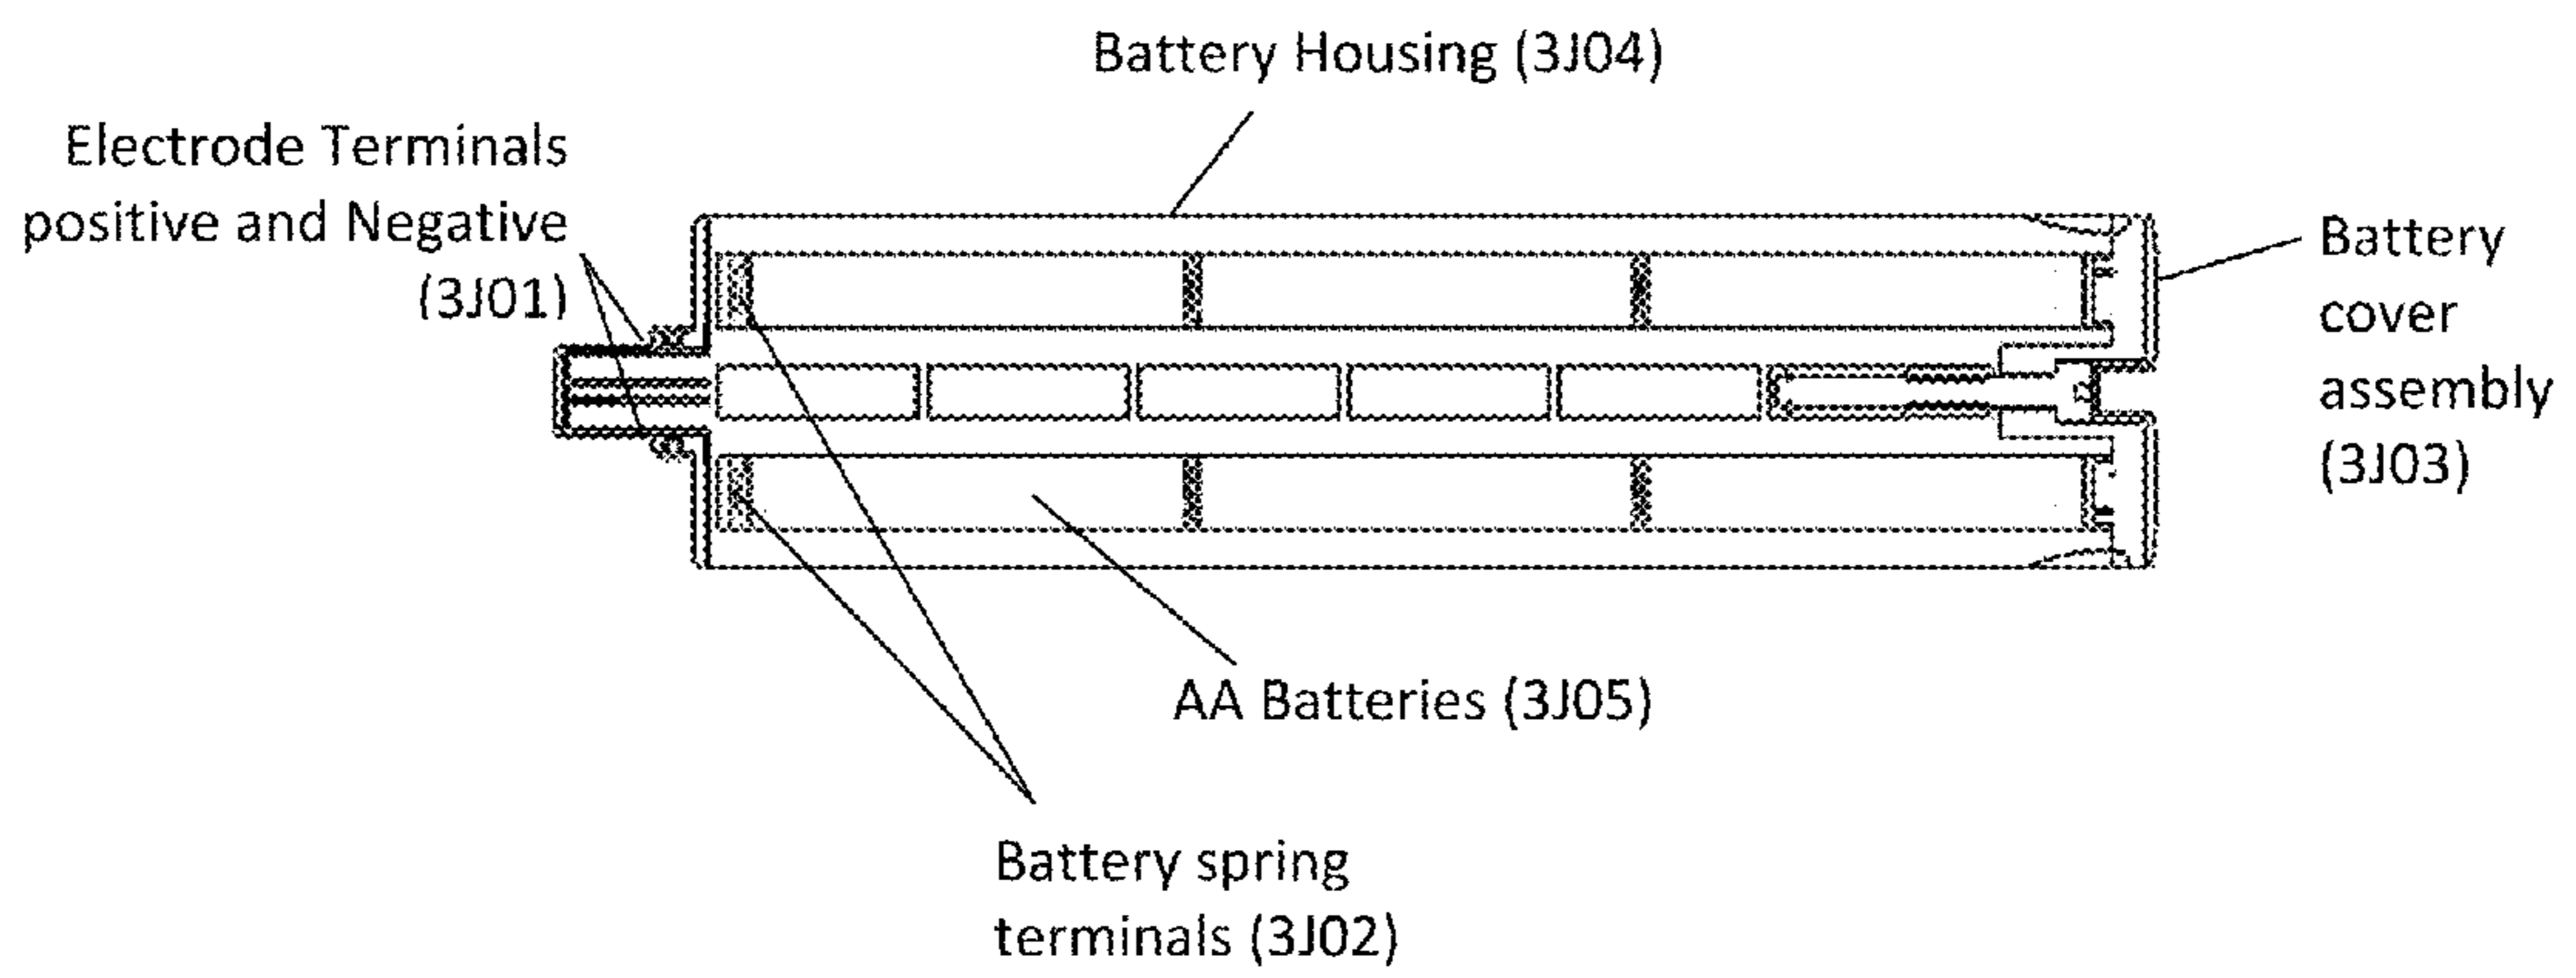 Battery Housing (3J04)
Electrode Terminals
positive and Negative
(3J01)
Battery
cover
assembly
(3J03)
AA Batteries (3J05)
Battery spring
terminals (3J02)